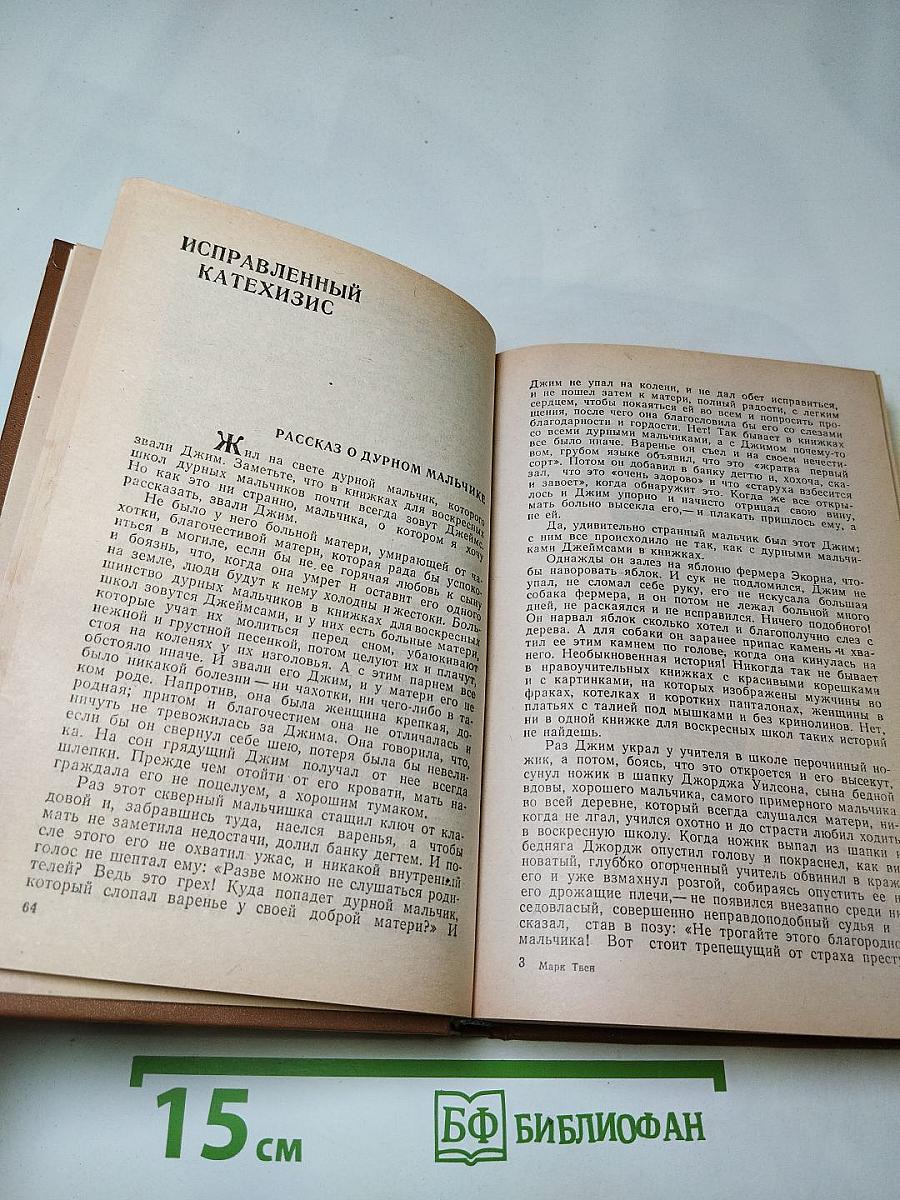 ИСПРАВЛЕННЫЙ
КАТЕХИЗИС
РАССКАЗ О ДУРНОМ МАЛЬЧИКЕ
Жил на свете дурной мальчик, которого
звали Джим. Заметьте, что в книжках для воскресных
школ дурных мальчиков почти всегда зовут Джеймс.
Но как это ни странно, мальчика, о котором я хочу
рассказать, звали Джим.
Не было у него больной матери, умирающей от ча-
хотки, благочестивой матери, которая рада бы успоко-
иться в могиле, если бы не ее горячая любовь к сыну
и боязнь, что, когда она умрет и оставит его одного
на земле, люди будут к нему холодны и жестоки. Боль-
шинство дурных мальчиков в книжках для воскресных
школ зовутся Джеймсами, и у них есть больные матери,
которые учат их молиться перед сном, убаюкивают
нежной и грустной песенкой, потом целуют их и плачут,
стоя на коленях у их изголовья. А с этим парнем все
обстояло иначе. И звали его Джим, и у матери его не
было никакой болезни — ни чахотки, ни чего-либо в та-
ком роде. Напротив, она была женщина крепкая, до-
родная; притом и благочестием она не отличалась и
ничуть не тревожилась за Джима. Она говорила, что,
если бы он свернул себе шею, потеря была бы невели-
ка. На сон грядущий Джим получал от нее всегда
шлепки. Прежде чем отойти от его кровати, мать на-
граждала его не поцелуем, а хорошим тумаком.
Раз этот скверный мальчишка стащил ключ от кла-
довой и, забравшись туда, наелся варенья, а чтобы
мать не заметила недостачи, долил банку дегтем. И по-
сле этого его не охватил ужас, и никакой внутренний
голос не шептал ему: «Разве можно не слушаться роди-
телей? Ведь это грех! Куда попадет дурной мальчик,
который слопал варенье у своей доброй матери?» И
64
Джим не упал на колени, и не дал обет исправиться,
и не пошел затем к матери, полный радости, с легким
сердцем, чтобы покаяться ей во всем и попросить про-
щения, после чего она благословила бы его со слезами
благодарности и гордости. Нет! Так бывает в книжках
со всеми дурными мальчиками, а с Джимом почему-то
все было иначе. Варенье он съел и на своем нечести-
вом, грубом языке объявил, что это «жратва первый
сорт». Потом он добавил в банку дегтю и, хохоча, ска-
зал, что это «очень здорово» и что «старуха взбесится
и завоет», когда обнаружит это. Когда же все откры-
лось и Джим упорно и начисто отрицал свою вину,
мать больно высекла его,— и плакать пришлось ему, а
не ей.
Да, удивительно странный мальчик был этот Джим;
с ним все происходило не так, как с дурными мальчи-
ками Джеймсами в книжках.
Однажды он залез на яблоню фермера Экорна, что-
бы наворовать яблок. И сук не подломился, Джим не
упал, не сломал себе руку, его не искусала большая
собака фермера, и он потом не лежал больной много
дней, не раскаялся и не исправился. Ничего подобного!
Он нарвал яблок сколько хотел и благополучно слез с
дерева. А для собаки он заранее припас камень и хва-
тил ее этим камнем по голове, когда она кинулась на
него. Необыкновенная история! Никогда так не бывает
в нравоучительных книжках с красивыми корешками
и с картинками, на которых изображены мужчины во
фраках, котелках и коротких панталонах, женщины в
платьях с талией под мышками и без кринолинов. Нет,
ни в одной книжке для воскресных школ таких историй
не найдешь.
Раз Джим украл у учителя в школе перочинный но-
жик, а потом, боясь, что это откроется и его высекут,
сунул ножик в шапку Джорджа Уилсона, сына бедной
вдовы, хорошего мальчика, самого примерного мальчика
во всей деревне, который всегда слушался матери, ни-
когда не лгал, учился охотно и до страсти любил ходить
в воскресную школу. Когда ножик выпал из шапки и
бедняга Джордж опустил голову и покраснел, как ви-
новатый, глубоко огорченный учитель обвинил в краж
его и уже взмахнул розгой, собираясь опустить ее н
его дрожащие плечи,— не появился внезапно среди ни
седовласый, совершенно неправдоподобный судья и
сказал, став в позу: «Не трогайте этого благородно
мальчика! Вот стоит трепещущий от страха престу
3 Марк Твен
15 см
БФ БИБЛИОФАН